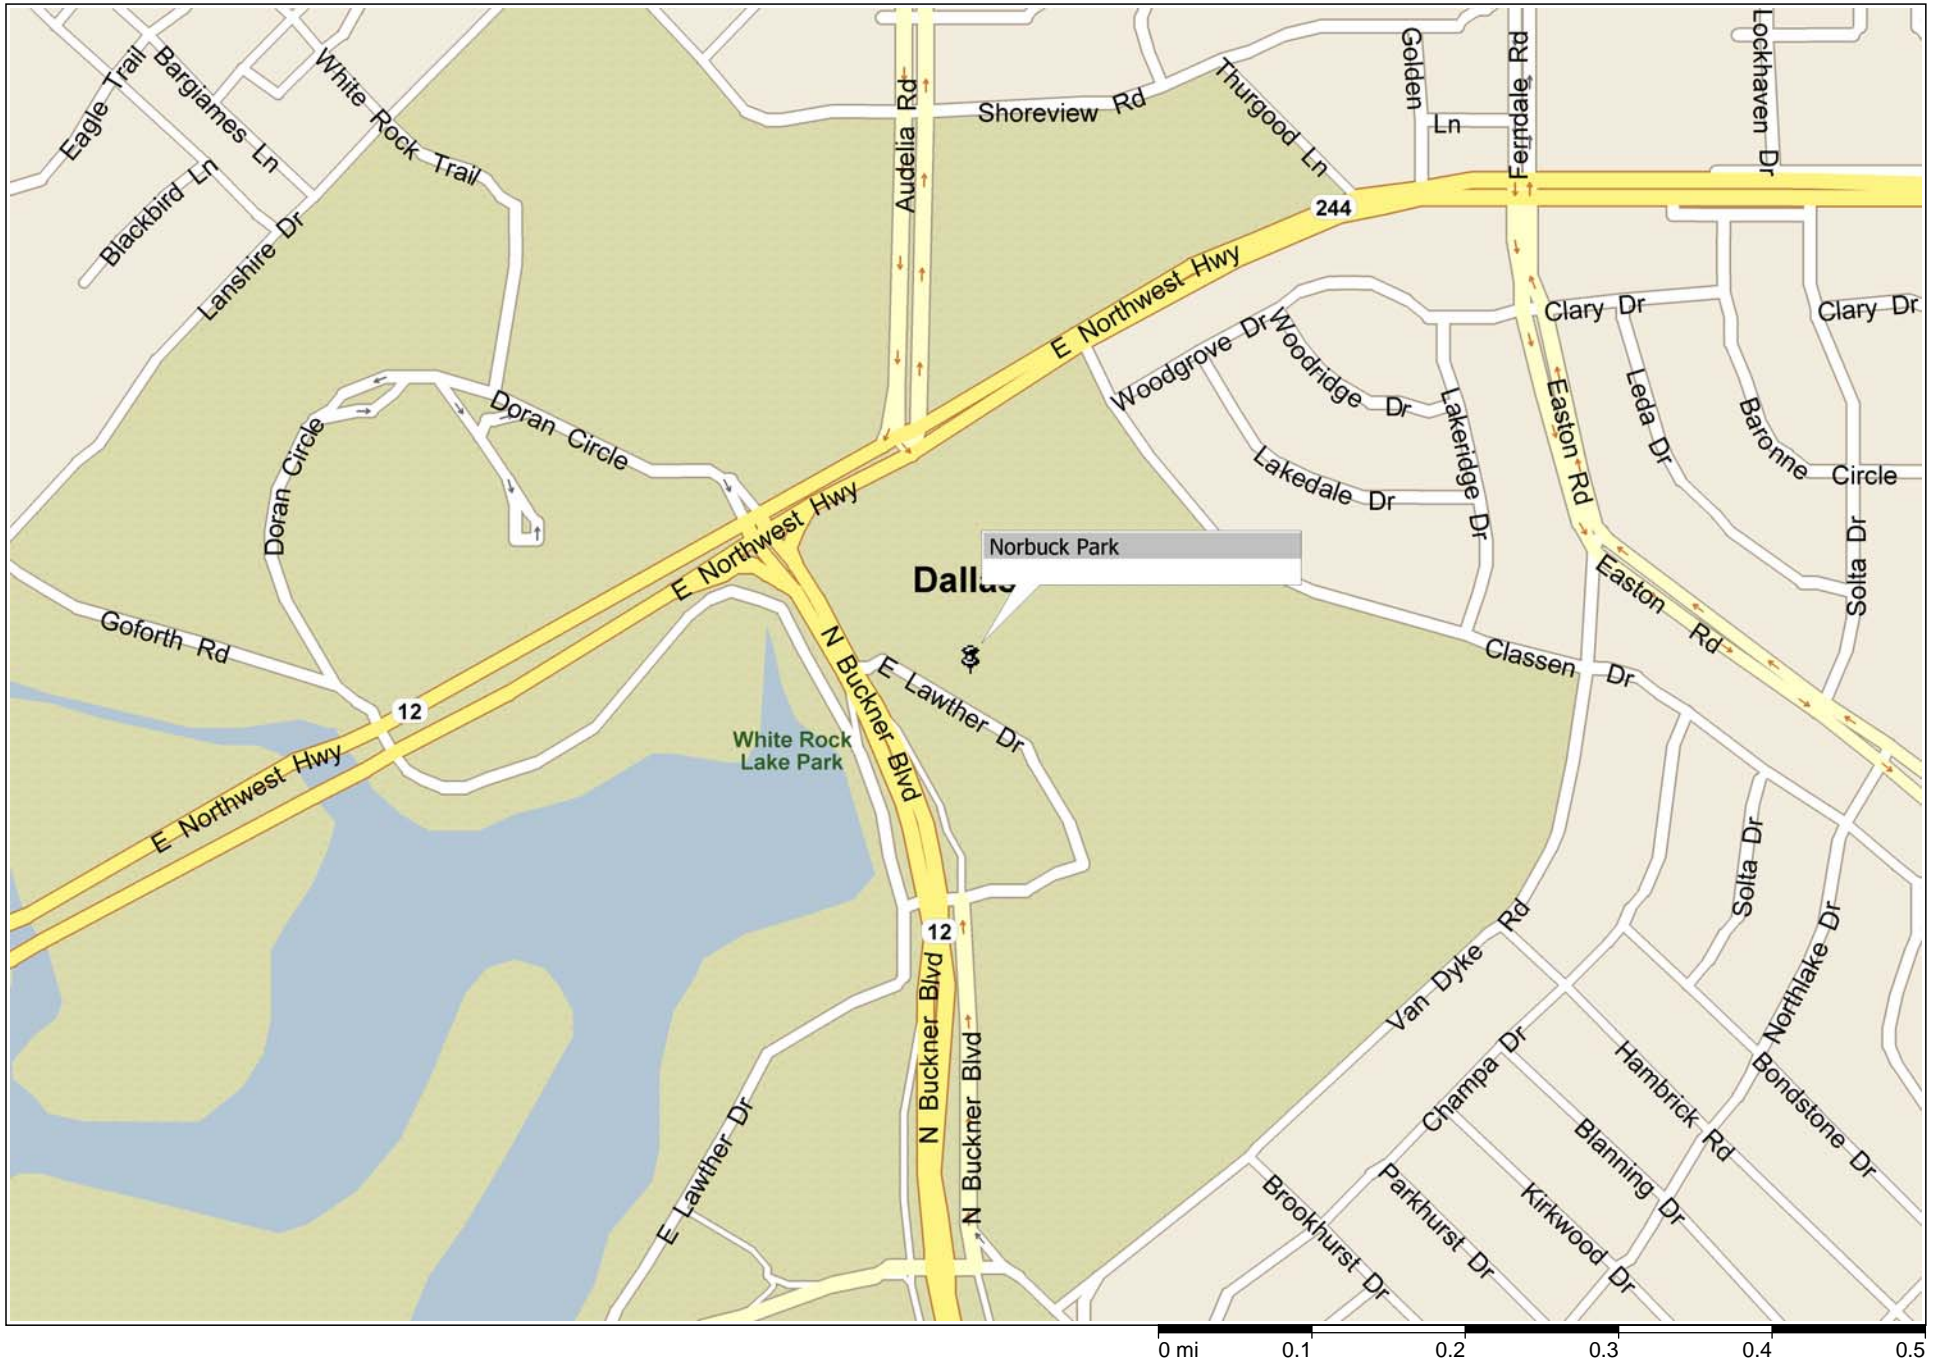 Eagle Trail
Bargiames Ln
White Rock Trail
Blackbird Ln
Lanshire Dr
Audelia Rd
Shoreview Rd
Thurgood Ln
Golden
Ln
Ferndale Rd
Lockhaven Dr
244
E Northwest Hwy
Clary Dr
Clary Dr
Woodgrove Dr
Woodridge Dr
Lakeridge Dr
Lakedale Dr
Easton Rd
Leda Dr
Baronne
Circle
Solta Dr
Doran Circle
Doran Circle
E Northwest Hwy
Norbuck Park
Dallas
Easton Rd
Goforth Rd
Classen Dr
N Buckner Blvd
E Lawther Dr
12
White Rock
Lake Park
E Northwest Hwy
Solta Dr
Van Dyke Rd
Northlake Dr
12
N Buckner Blvd
N Buckner Blvd
Champa Dr
Hambrick Rd
Bondstone Dr
E Lawther Dr
Blanning Dr
Brookhurst Dr
Parkhurst Dr
Kirkwood Dr
0 mi 0.1 0.2 0.3 0.4 0.5